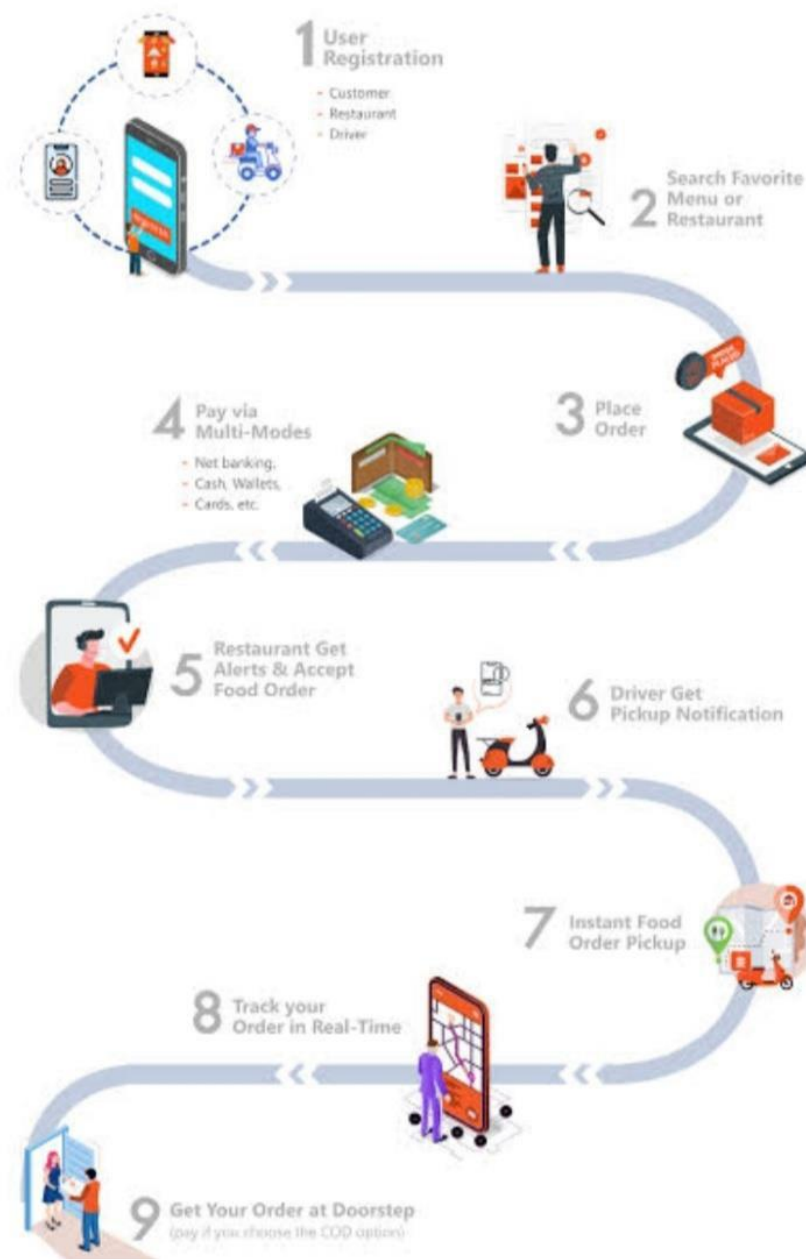 1 User
Registration
- Customer
- Restaurant
- Driver
2 Search Favorite
Menu or
Restaurant
3 Place
Order
4 Pay via
Multi-Modes
- Net banking,
- Cash, Wallets,
- Cards, etc.
5 Restaurant Get
Alerts & Accept
Food Order
6 Driver Get
Pickup Notification
7 Instant Food
Order Pickup
8 Track your
Order in Real-Time
9 Get Your Order at Doorstep
(pay if you choose the COD option)